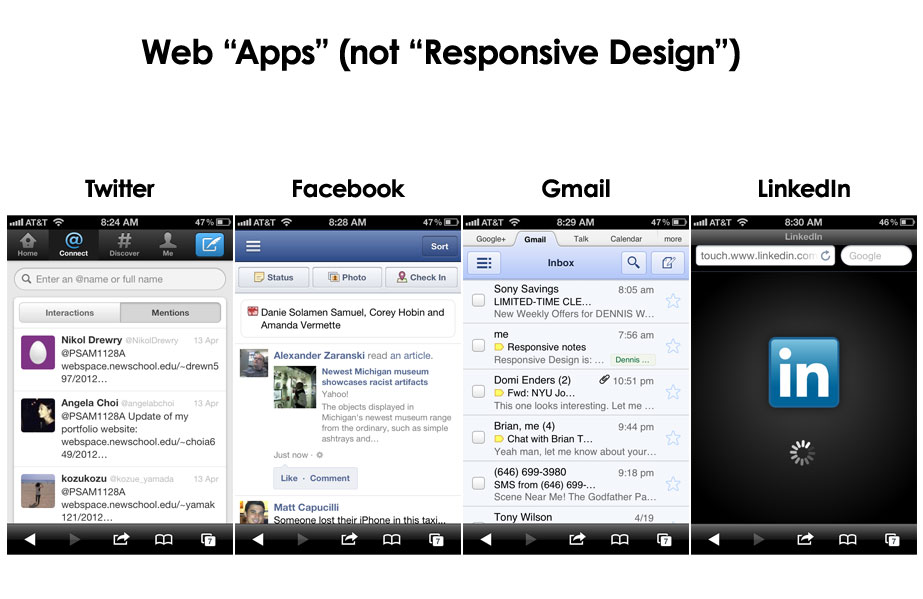 Web “Apps” (not “Responsive Design”)
Twitter
AT&T 8:24 AM 47%
Home Connect Discover Me
Enter an @name or full name
Interactions Mentions
Nikol Drewry @NikolDrewry 13 Apr
@PSAM1128A
webspace.newschool.edu/~drewn5
97/2012…
Angela Choi @angelabchoi 13 Apr
@PSAM1128A Update of my
portfolio website:
webspace.newschool.edu/~choia6
49/2012…
kozukozu @kozue_yamada 13 Apr
@PSAM1128A
webspace.newschool.edu/~yamak
121/2012…
7
Facebook
AT&T 8:28 AM 47%
Sort
Status Photo Check In
Danie Solamen Samuel, Corey Hobin and
Amanda Vermette
Alexander Zaranski read an article.
Newest Michigan museum
showcases racist artifacts
Yahoo!
The objects displayed in
Michigan's newest museum range
from the ordinary, such as simple
ashtrays and…
Just now ·
Like · Comment
Matt Capucilli
Someone lost their iPhone in this taxi...
7
Gmail
AT&T 8:29 AM 47%
Google+ Gmail Talk Calendar more
Inbox
Sony Savings 8:05 am
LIMITED-TIME CLE…
New Weekly Offers for DENNIS W…
me 7:56 am
Responsive notes
Responsive Design is: … Dennis …
Domi Enders (2) 10:51 pm
Fwd: NYU Jo…
This one looks interesting. Let me …
Brian, me (4) 9:44 pm
Chat with Brian T…
Yeah man, let me know about your…
(646) 699-3980 9:18 pm
SMS from (646) 699-…
Scene Near Me! The Godfather Pa…
Tony Wilson 4/19
7
LinkedIn
AT&T 8:30 AM 46%
LinkedIn
touch.www.linkedin.com Google
in
7